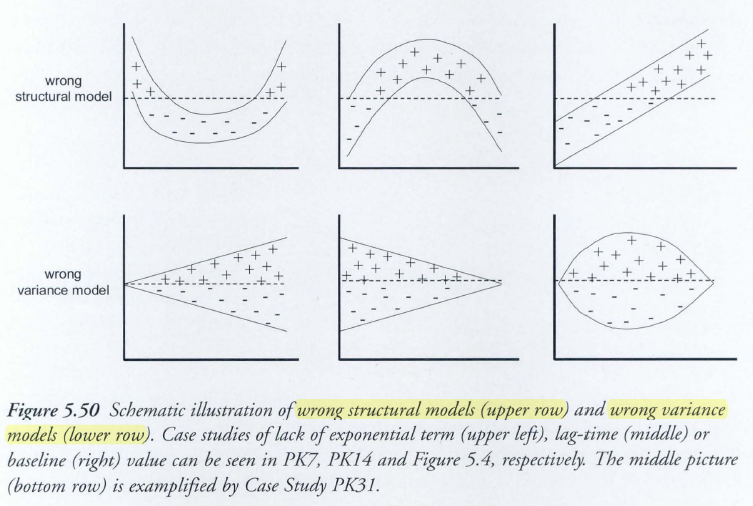 wrong
structural model
wrong
variance model
Figure 5.50 Schematic illustration of wrong structural models (upper row) and wrong variance
models (lower row). Case studies of lack of exponential term (upper left), lag-time (middle) or
baseline (right) value can be seen in PK7, PK14 and Figure 5.4, respectively. The middle picture
(bottom row) is examplified by Case Study PK31.